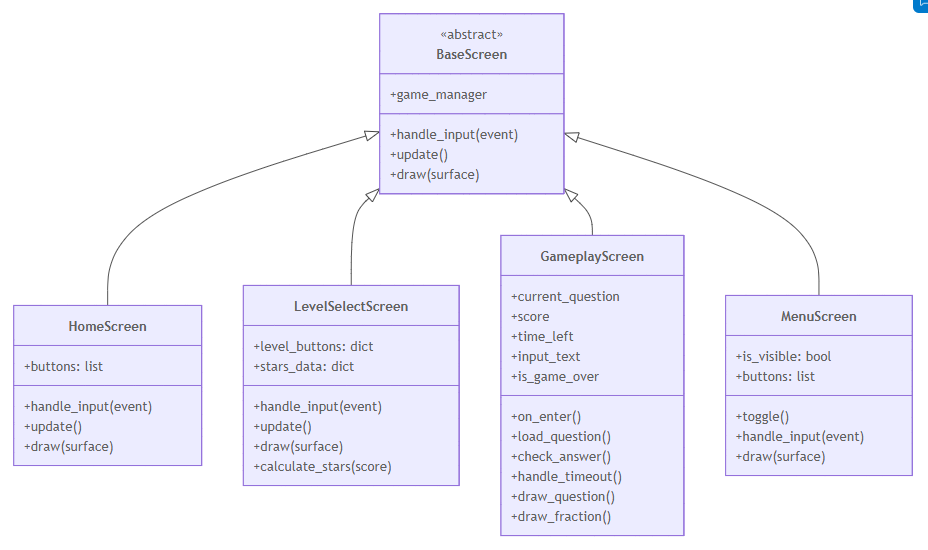 «abstract»
BaseScreen
+game_manager
+handle_input(event)
+update()
+draw(surface)
HomeScreen
+buttons: list
+handle_input(event)
+update()
+draw(surface)
LevelSelectScreen
+level_buttons: dict
+stars_data: dict
+handle_input(event)
+update()
+draw(surface)
+calculate_stars(score)
GameplayScreen
+current_question
+score
+time_left
+input_text
+is_game_over
+on_enter()
+load_question()
+check_answer()
+handle_timeout()
+draw_question()
+draw_fraction()
MenuScreen
+is_visible: bool
+buttons: list
+toggle()
+handle_input(event)
+draw(surface)